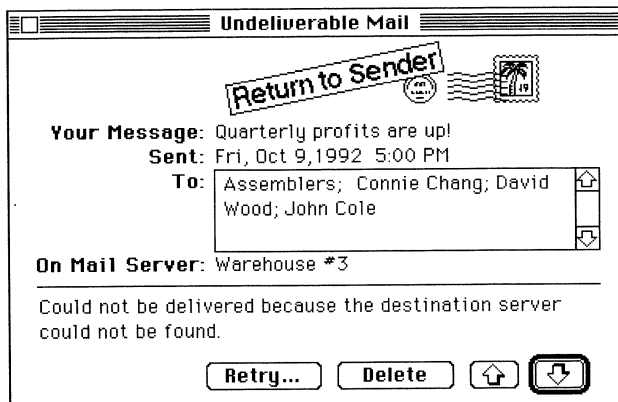 Undeliverable Mail
Return to Sender
19
Your Message: Quarterly profits are up!
Sent: Fri, Oct 9,1992 5:00 PM
To: Assemblers; Connie Chang; David
Wood; John Cole
On Mail Server: Warehouse #3
Could not be delivered because the destination server
could not be found.
Retry... Delete